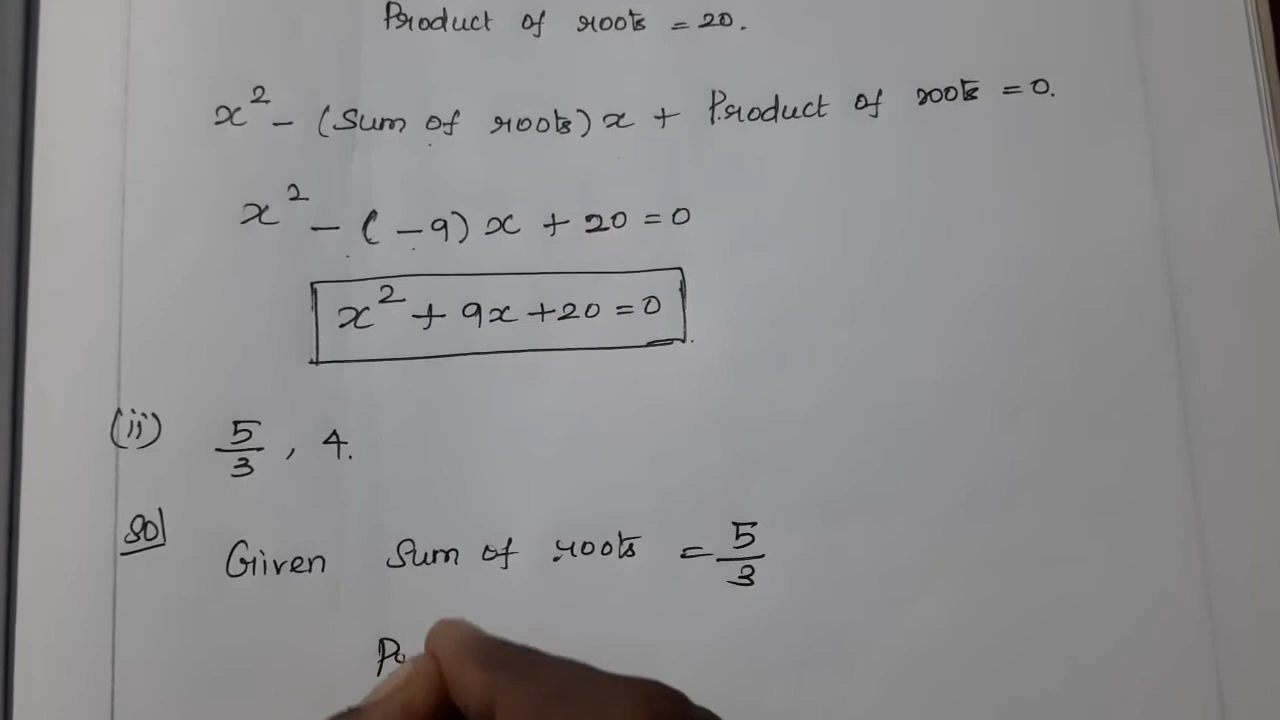 Product of roots = 20.
x² - (Sum of roots) x + Product of roots = 0.
x² - (-9) x + 20 = 0
x² + 9x + 20 = 0
(ii) 5/3, 4.
Sol Given Sum of roots = 5/3